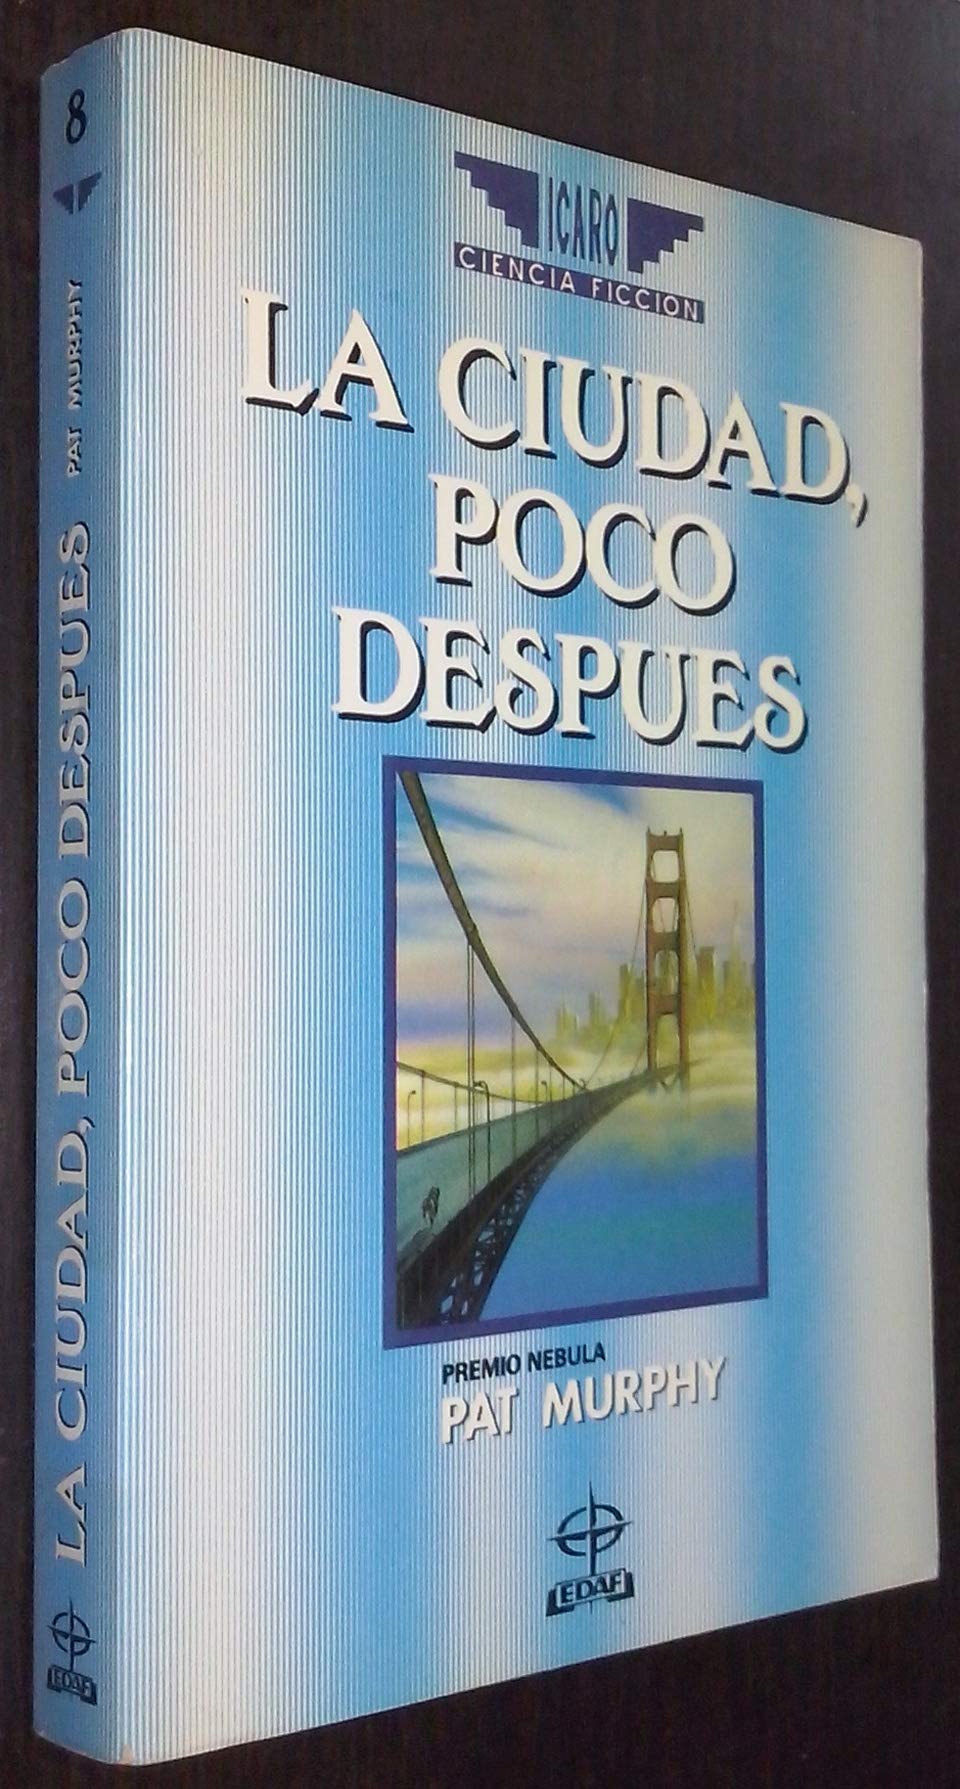 8
PAT MURPHY
LA CIUDAD, POCO DESPUES
EDAF
ICARO
CIENCIA FICCION
LA CIUDAD,
POCO
DESPUES
PREMIO NEBULA
PAT MURPHY
EDAF